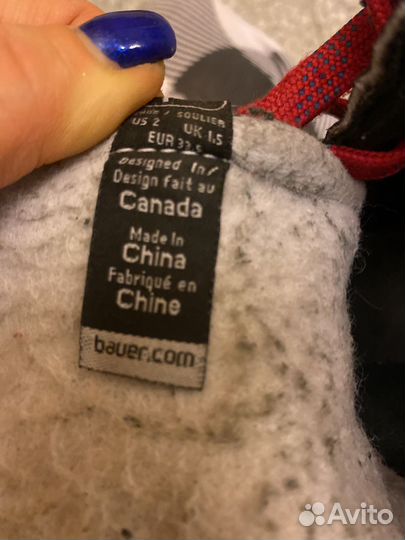 / SOULIER
US 2 UK 1.5
EUR 33.5
Designed In/
Design fait au
Canada
Made In
China
Fabriqué en
Chine
bauer.com
Avito